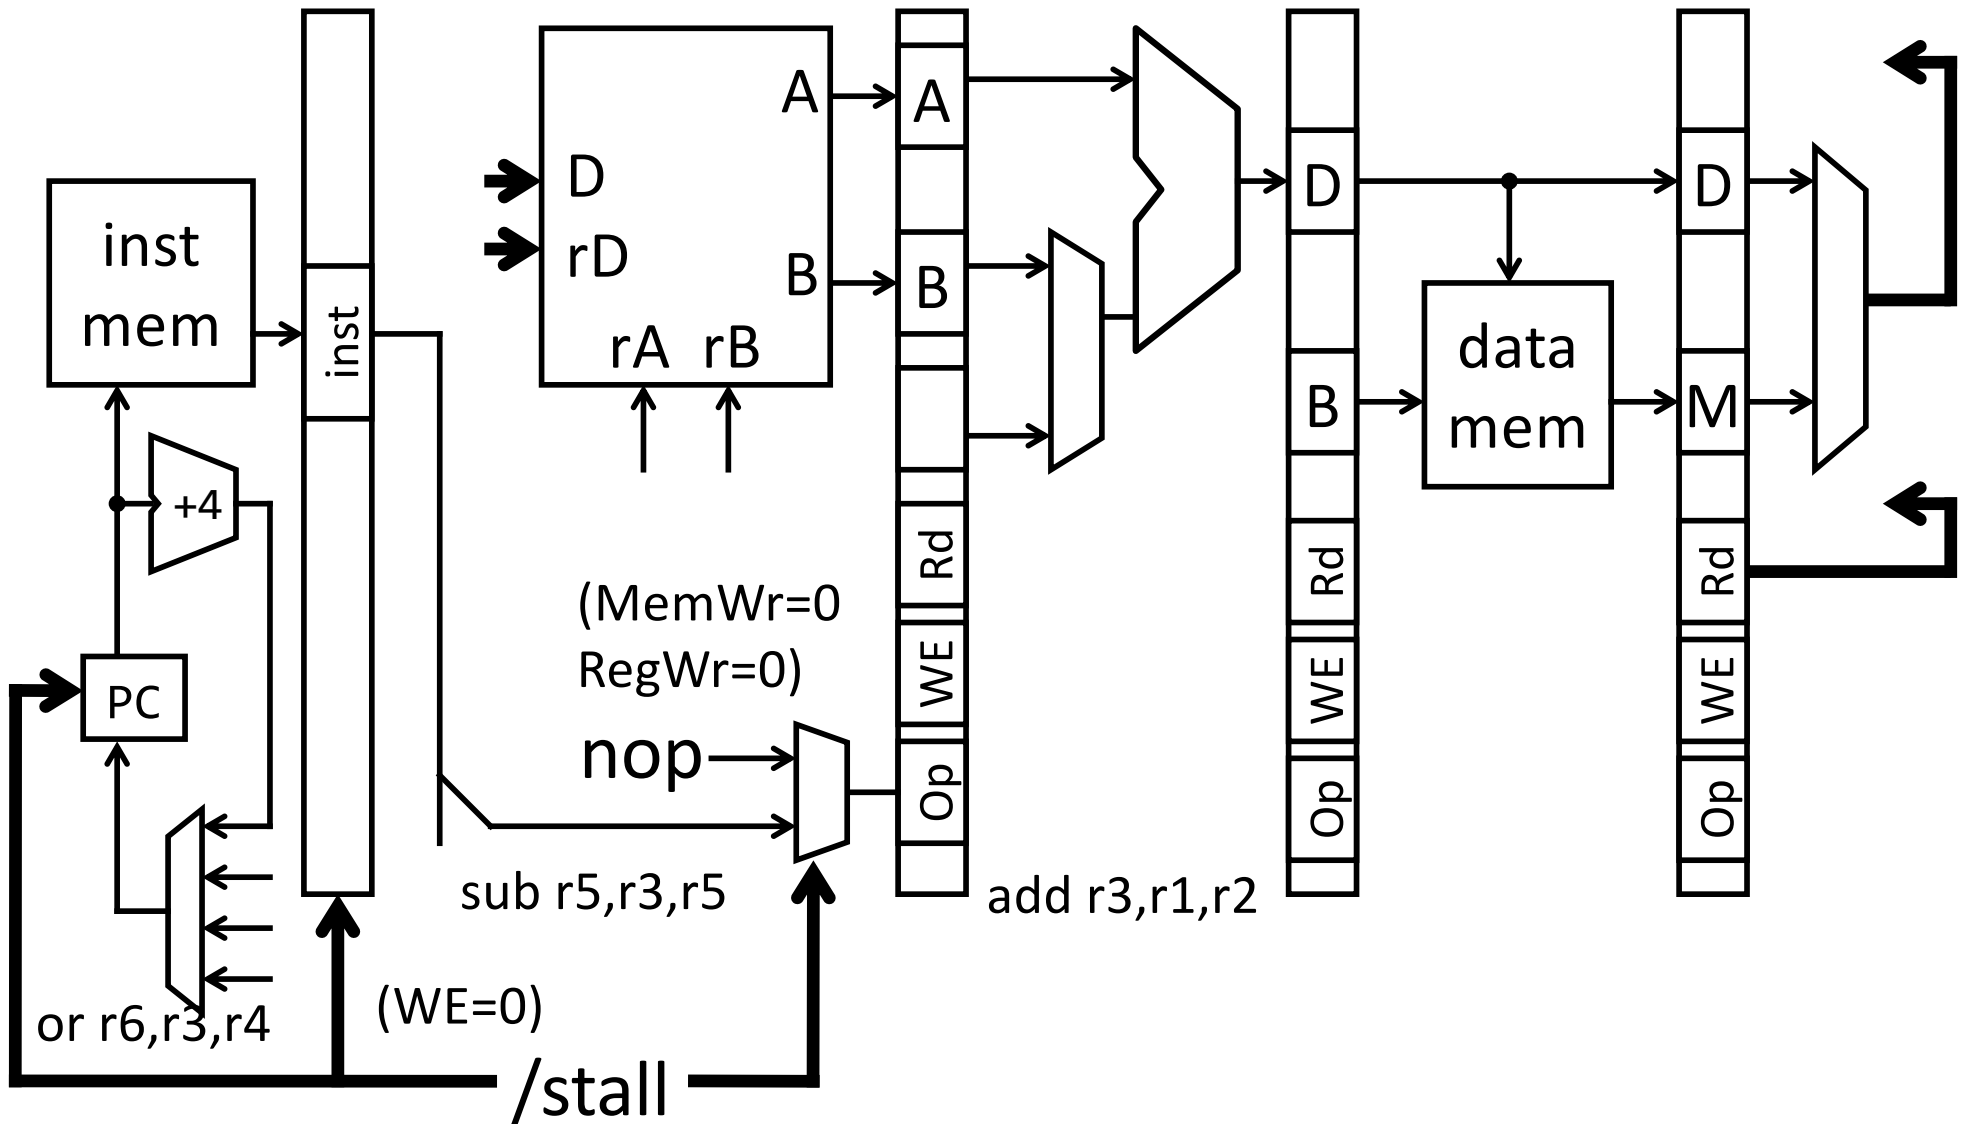 inst
mem
+4
PC
or r6,r3,r4
inst
D
rD
A
B
rA rB
(MemWr=0
RegWr=0)
nop
sub r5,r3,r5
(WE=0)
/stall
A
B
Rd
WE
Op
add r3,r1,r2
D
B
Rd
WE
Op
data
mem
D
M
Rd
WE
Op